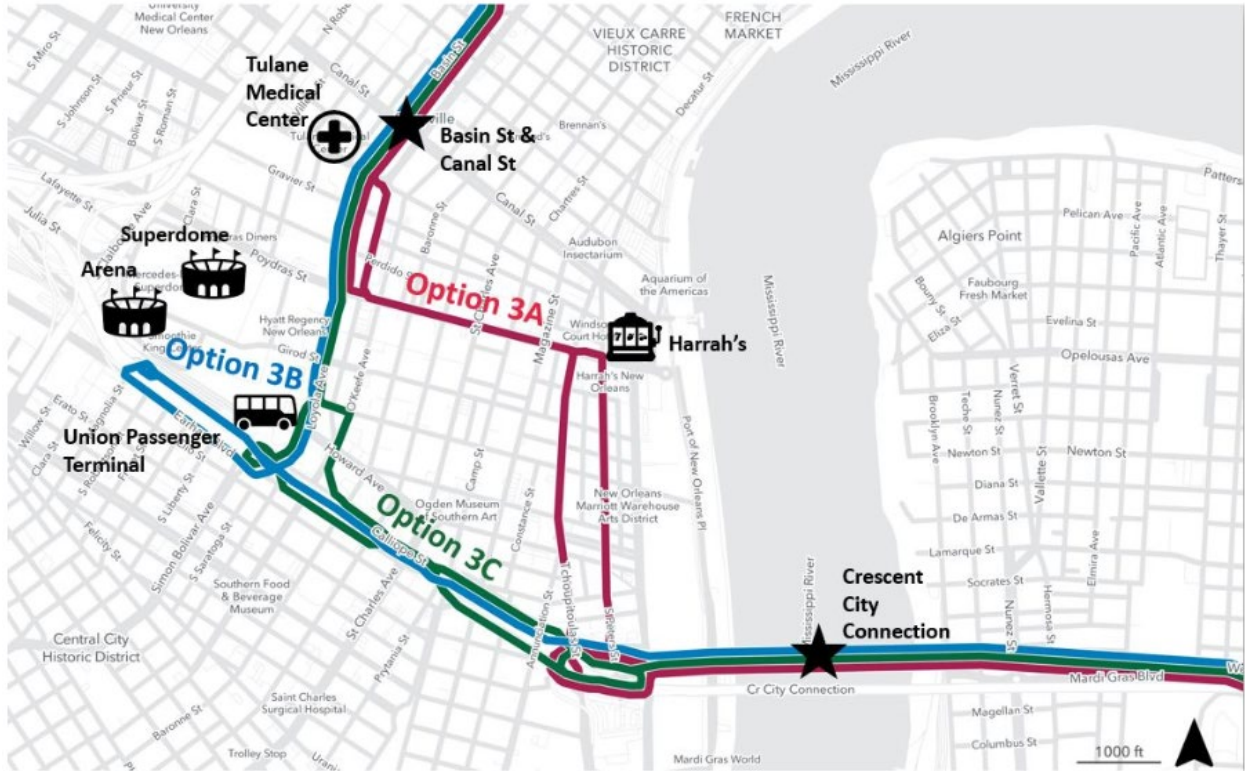 University
Medical Center
New Orleans
S Miro St
S Johnson St
S Prieur St
Bolivar St
S Roman St
Canal St
Basin St
VIEUX CARRE
HISTORIC
DISTRICT
FRENCH
MARKET
Decatur St
Mississippi River
Tulane
Medical
Center
Basin St &
Canal St
Brennan's
Gravier St
Lafayette St
Julia St
Clara St
Baronne St
Canal St
Chartres St
Patters
Pelican Ave
Pacific Ave
Atlantic Ave
Thayer St
Algiers Point
Superdome
Arena
Poydras St
Perdido
Audubon
Insectarium
Aquarium of
the Americas
Mississippi River
Faubourg
Fresh Market
Bouny St
Eliza St
Evelina St
Opelousas Ave
Option 3A
St Charles Ave
Magazine St
Harrah's
Harrah's New
Orleans
Hyatt Regency
New Orleans
Girod St
Option 3B
Loyola Ave
O'Keefe Ave
Verret St
Brooklyn Ave
Teche St
Nunez St
Newton St
Newton St
Vallette St
Diana St
De Armas St
Lamarque St
Socrates St
Elmira Ave
Hermosa St
Nunez St
Willow St
Erato St
Clara St
Union Passenger
Terminal
Howard Ave
Camp St
Port of New Orleans Pl
S Liberty St
Simon Bolivar Ave
S Saratoga St
Felicity St
Ogden Museum
of Southern Art
Constance St
New Orleans
Marriott Warehouse
Arts District
Option 3C
Calliope St
Southern Food
& Beverage
Museum
St Charles Ave
Prytania St
Annunciation St
Tchoupitoulas St
S Peters St
Crescent
City
Connection
Mississippi River
Central City
Historic District
Cr City Connection
Mardi Gras Blvd
Saint Charles
Surgical Hospital
Baronne St
Trolley Stop
Magellan St
Columbus St
Mardi Gras World
1000 ft